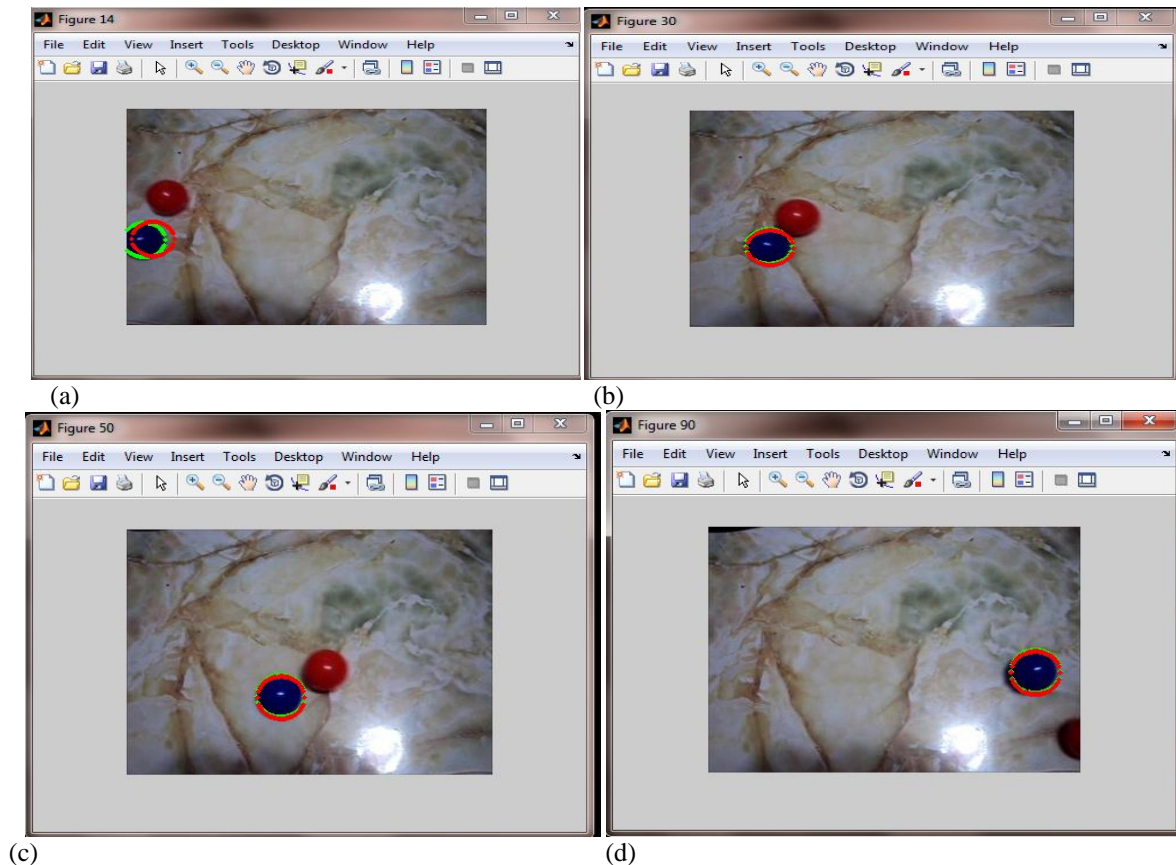 Figure 14
File Edit View Insert Tools Desktop Window Help
Figure 30
File Edit View Insert Tools Desktop Window Help
(a)
(b)
Figure 50
File Edit View Insert Tools Desktop Window Help
Figure 90
File Edit View Insert Tools Desktop Window Help
(c)
(d)